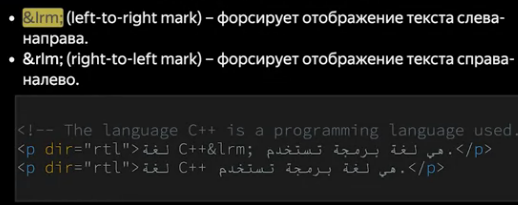 • &lrm; (left-to-right mark) – форсирует отображение текста слева-
направа.
• &rlm; (right-to-left mark) – форсирует отображение текста справа-
налево.
<!-- The language C++ is a programming language used.
<p dir="rtl">لغة C++&lrm; هي لغة برمجة تستخدم.</p>
<p dir="rtl">لغة C++ هي لغة برمجة تستخدم.</p>